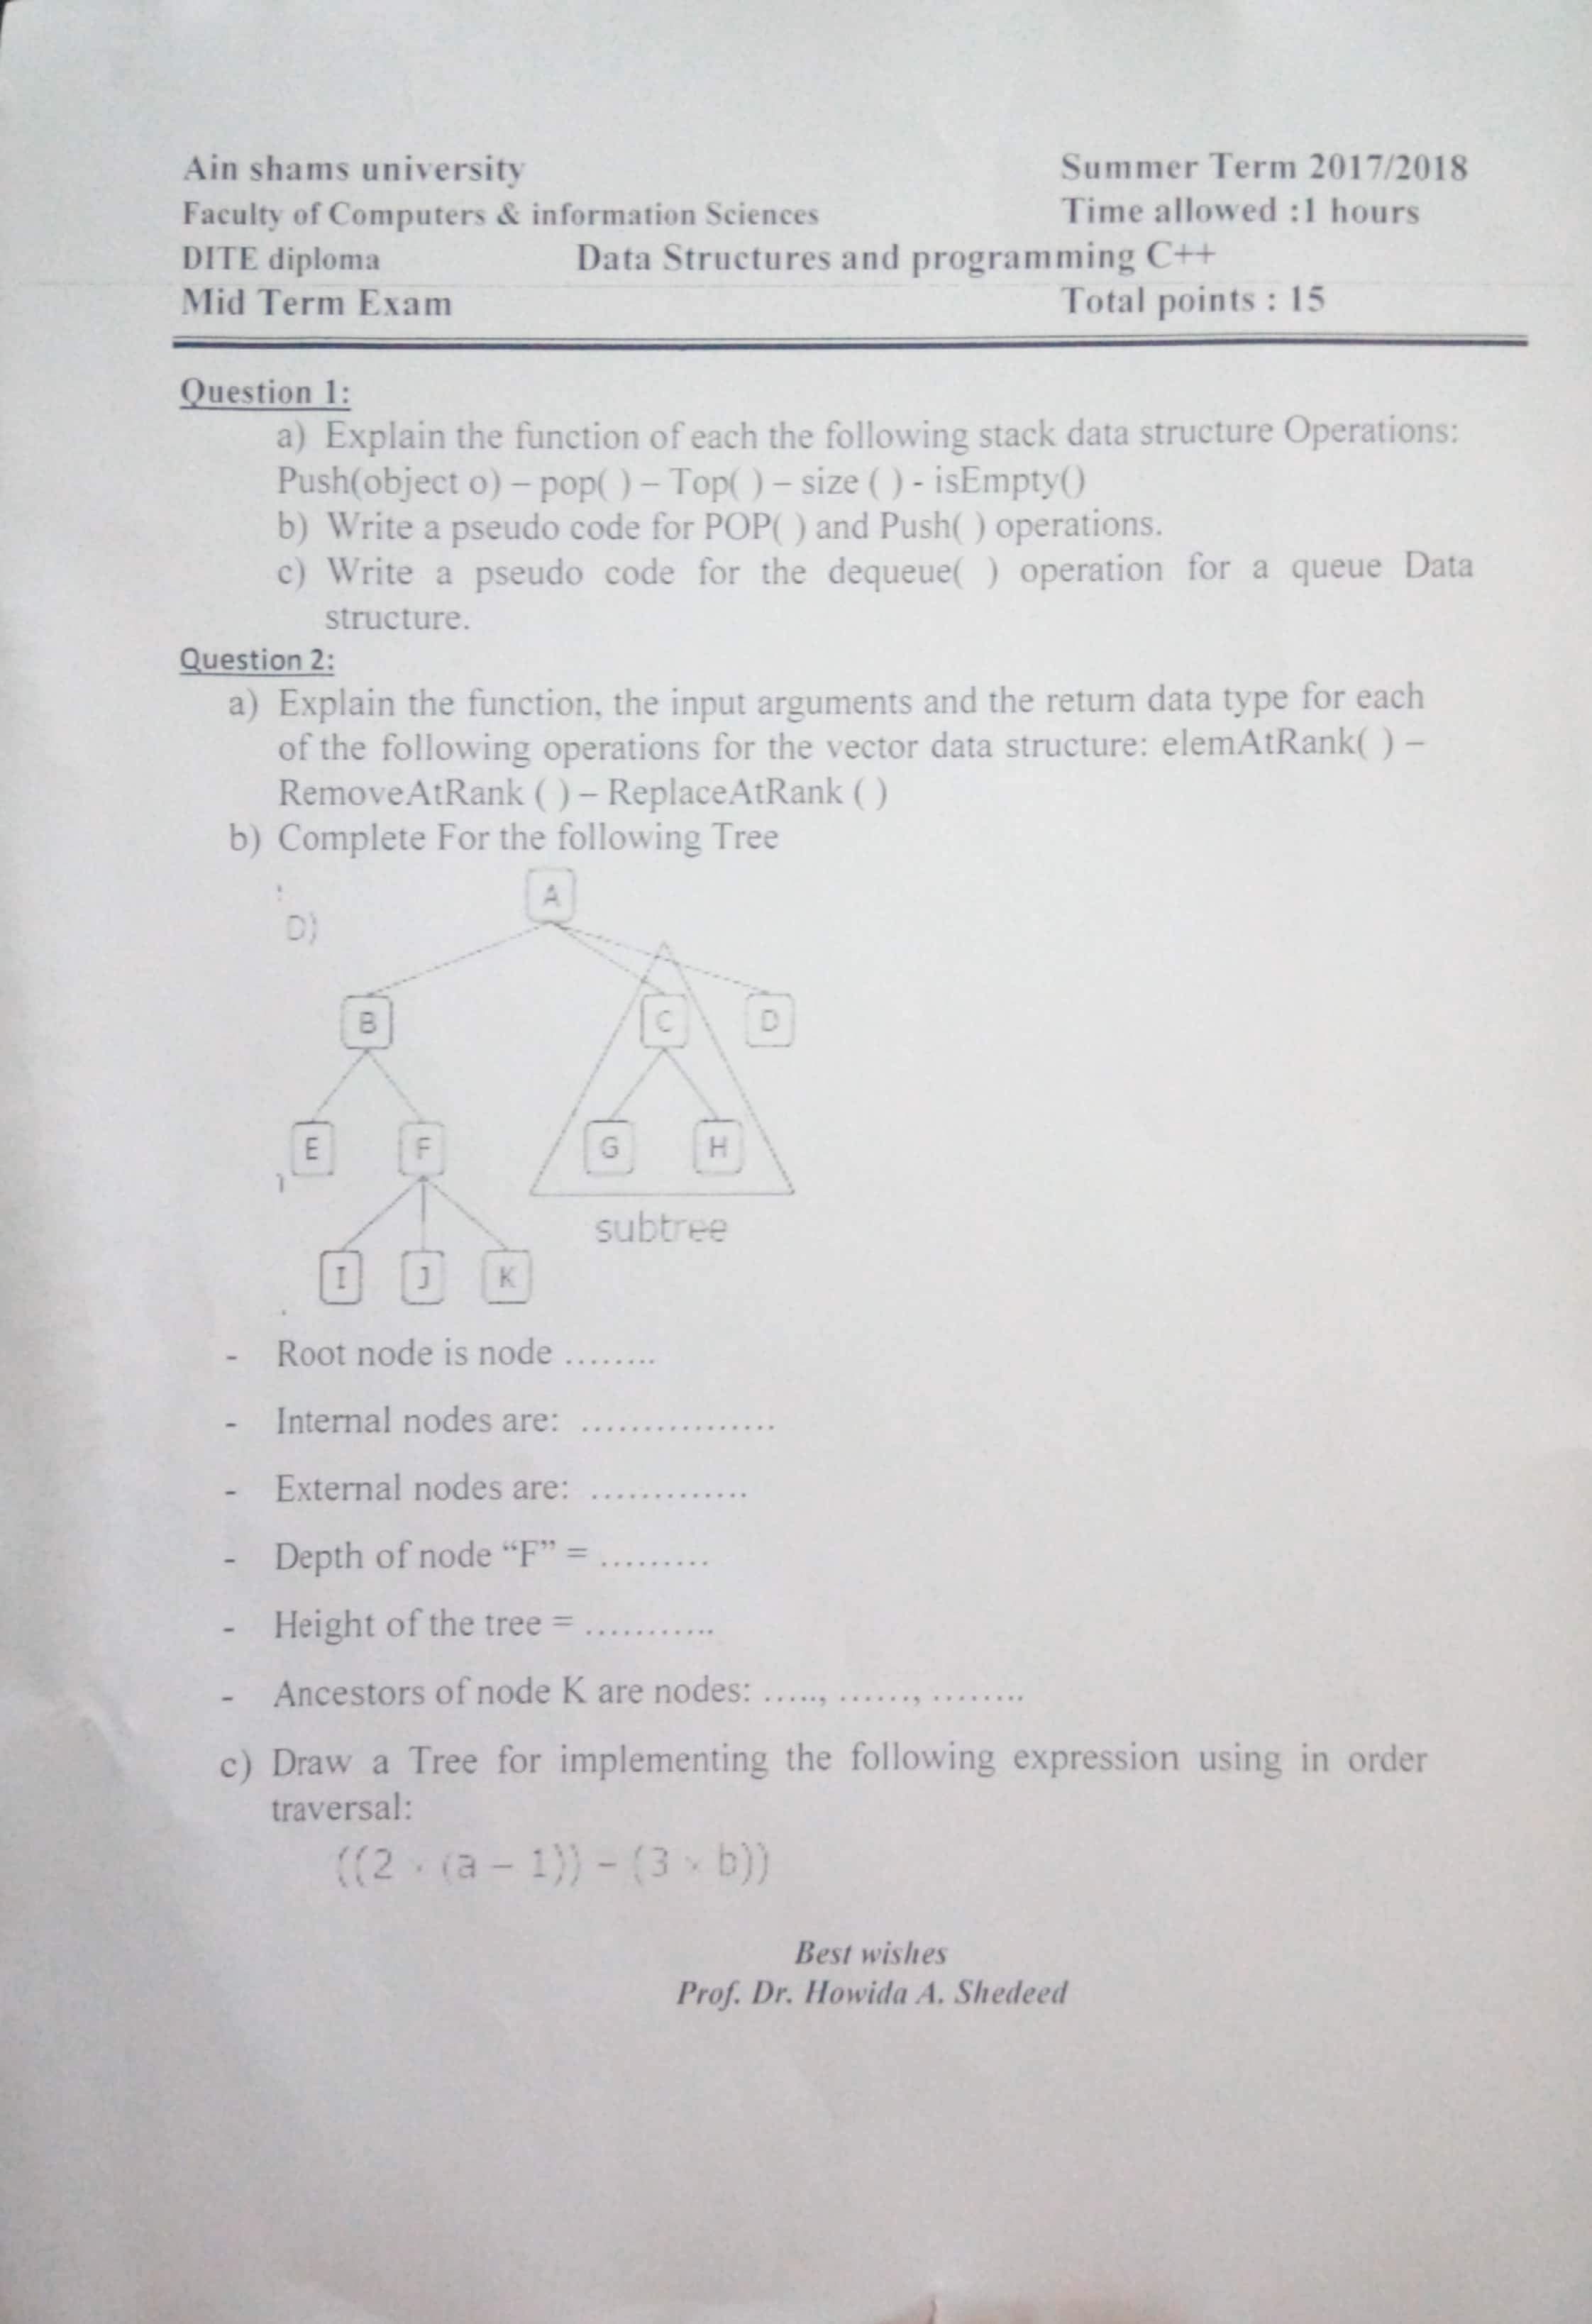 Ain shams university Summer Term 2017/2018
Faculty of Computers & information Sciences Time allowed :1 hours
DITE diploma Data Structures and programming C++
Mid Term Exam Total points : 15
Question 1:
a) Explain the function of each the following stack data structure Operations:
Push(object o) – pop( ) – Top( ) – size ( ) - isEmpty()
b) Write a pseudo code for POP( ) and Push( ) operations.
c) Write a pseudo code for the dequeue( ) operation for a queue Data
structure.
Question 2:
a) Explain the function, the input arguments and the return data type for each
of the following operations for the vector data structure: elemAtRank( ) –
RemoveAtRank ( ) – ReplaceAtRank ( )
b) Complete For the following Tree
A
D)
B C D
E F G H
subtree
I J K
- Root node is node ........
- Internal nodes are: ................
- External nodes are: .............
- Depth of node “F” = .........
- Height of the tree = ...........
- Ancestors of node K are nodes: ....., ......, ........
c) Draw a Tree for implementing the following expression using in order
traversal:
((2 · (a – 1)) – (3 × b))
Best wishes
Prof. Dr. Howida A. Shedeed